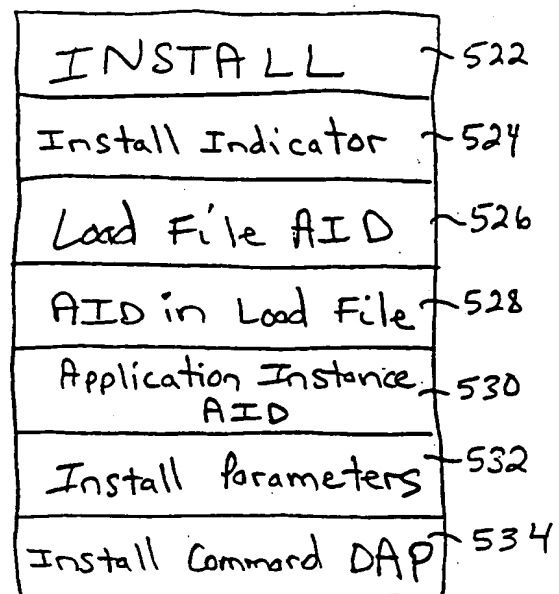 INSTALL 522
Install Indicator 524
Load File AID 526
AID in Load File 528
Application Instance 530
AID
Install Parameters 532
Install Command DAP 534